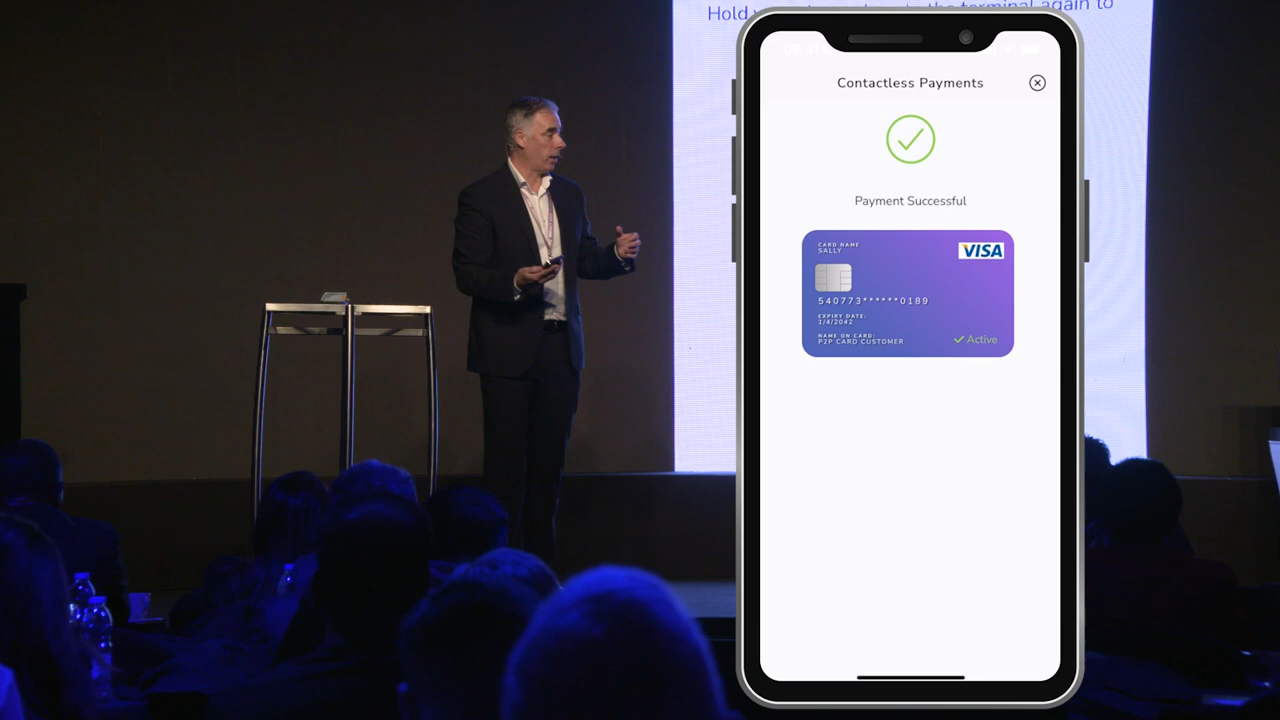 Hold
the terminal again to
Contactless Payments
Payment Successful
CARD NAME
SALLY
VISA
540773******0189
EXPIRY DATE:
1/4/2042
NAME ON CARD:
P2P CARD CUSTOMER
Active